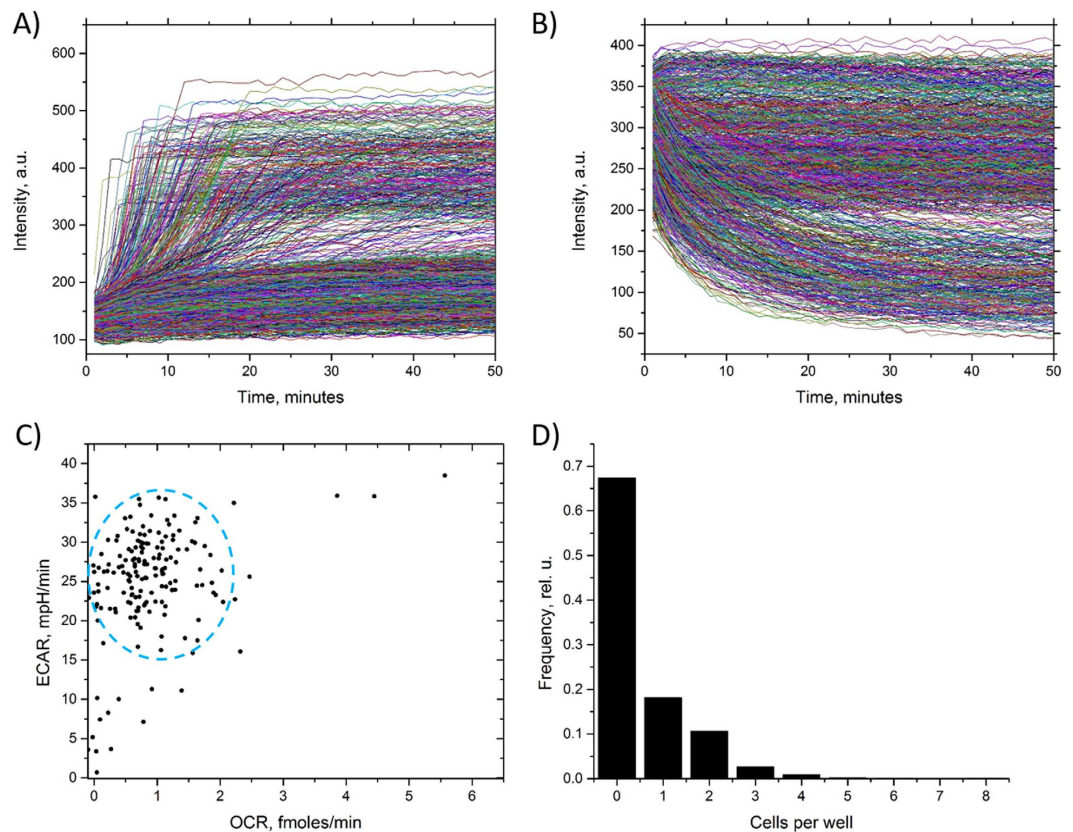 A)
Intensity, a.u.
600
500
400
300
200
100
0 10 20 30 40 50
Time, minutes
B)
Intensity, a.u.
400
350
300
250
200
150
100
50
0 10 20 30 40 50
Time, minutes
C)
ECAR, mpH/min
40
35
30
25
20
15
10
5
0
0 1 2 3 4 5 6
OCR, fmoles/min
D)
Frequency, rel. u.
0.7
0.6
0.5
0.4
0.3
0.2
0.1
0.0
0 1 2 3 4 5 6 7 8
Cells per well